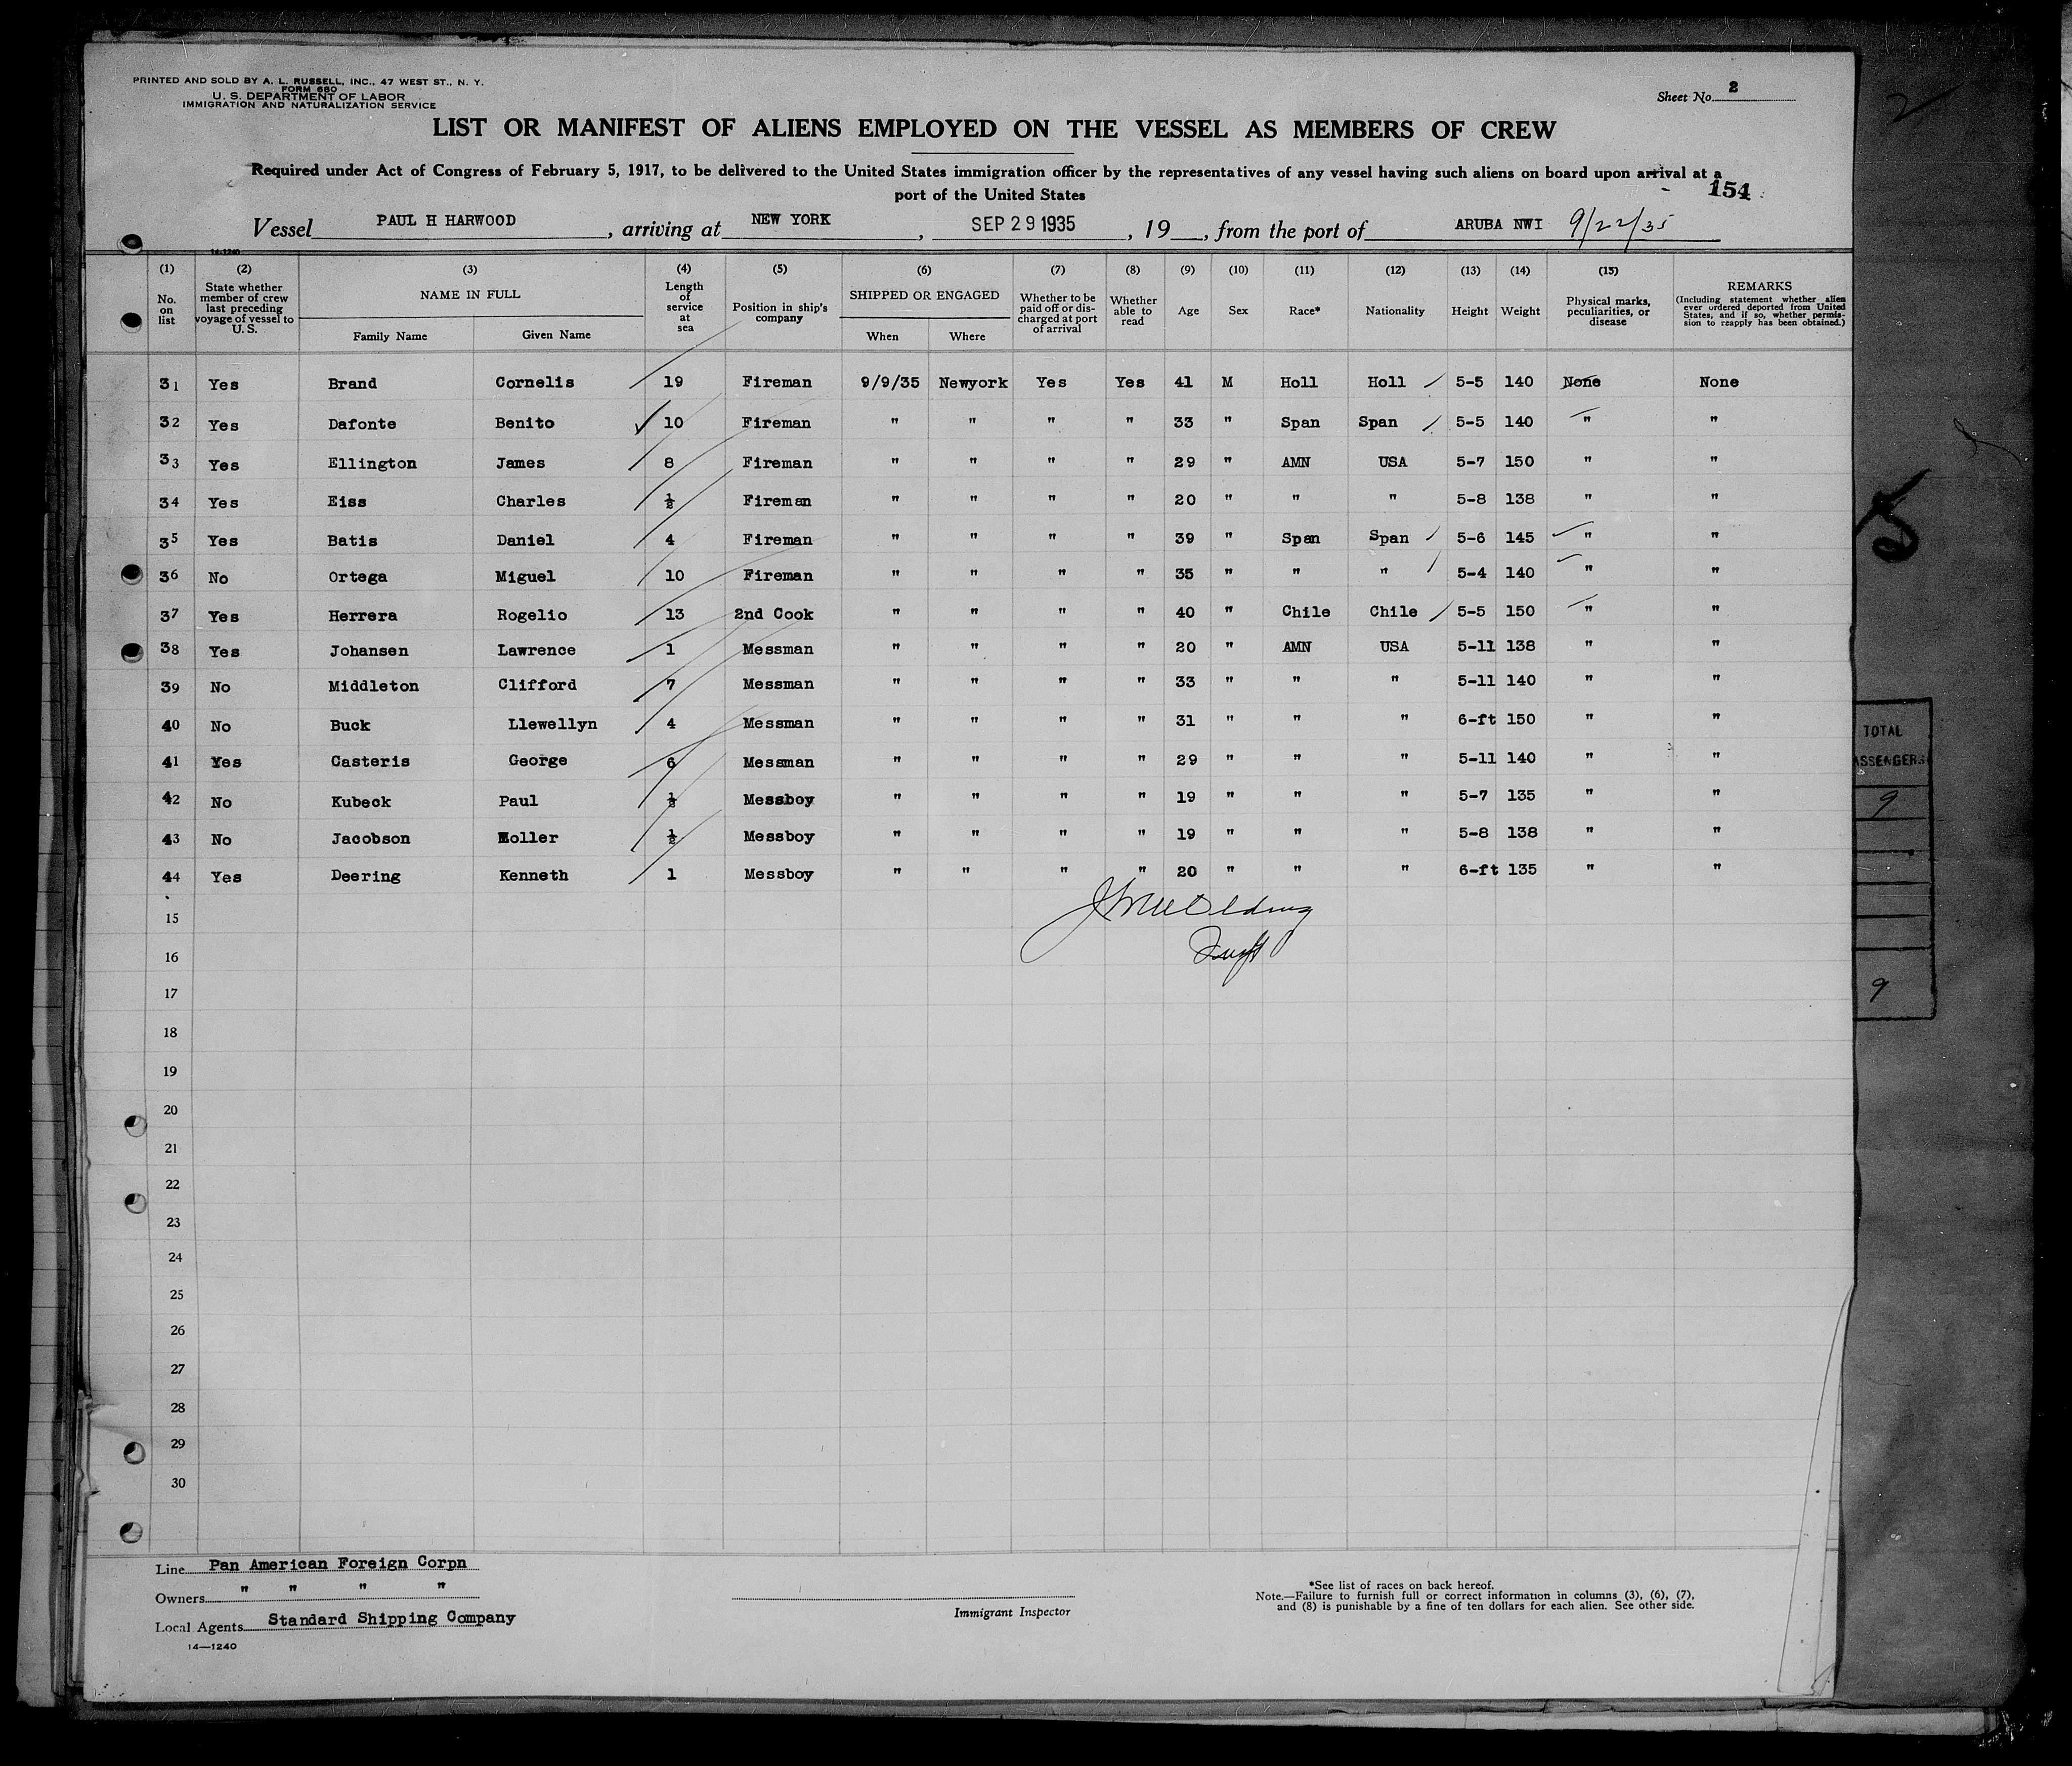 PRINTED AND SOLD BY A. L. RUSSELL, INC., 47 WEST ST., N. Y.
FORM 680
U. S. DEPARTMENT OF LABOR
IMMIGRATION AND NATURALIZATION SERVICE
Sheet No. 2
2
LIST OR MANIFEST OF ALIENS EMPLOYED ON THE VESSEL AS MEMBERS OF CREW
Required under Act of Congress of February 5, 1917, to be delivered to the United States immigration officer by the representatives of any vessel having such aliens on board upon arrival at a
port of the United States
154
Vessel PAUL H HARWOOD, arriving at NEW YORK, SEP 29 1935, 19__, from the port of ARUBA NWI 9/22/35
14-1240
(1) (2) (3) (4) (5) (6) (7) (8) (9) (10) (11) (12) (13) (14) (15)
No. on list | State whether member of crew last preceding voyage of vessel to U. S. | NAME IN FULL Family Name Given Name | Length of service at sea | Position in ship's company | SHIPPED OR ENGAGED When Where | Whether to be paid off or discharged at port of arrival | Whether able to read | Age | Sex | Race* | Nationality | Height | Weight | Physical marks, peculiarities, or disease | REMARKS (Including statement whether alien ever ordered deported from United States, and if so, whether permission to reapply has been obtained.)
31 Yes Brand Cornelis 19 Fireman 9/9/35 Newyork Yes Yes 41 M Holl Holl 5-5 140 None None
32 Yes Dafonte Benito 10 Fireman " " " " 33 " Span Span 5-5 140 " "
33 Yes Ellington James 8 Fireman " " " " 29 " AMN USA 5-7 150 " "
34 Yes Eiss Charles ½ Fireman " " " " 20 " " " 5-8 138 " "
35 Yes Batis Daniel 4 Fireman " " " " 39 " Span Span 5-6 145 " "
36 No Ortega Miguel 10 Fireman " " " " 35 " " " 5-4 140 " "
37 Yes Herrera Rogelio 13 2nd Cook " " " " 40 " Chile Chile 5-5 150 " "
38 Yes Johansen Lawrence 1 Messman " " " " 20 " AMN USA 5-11 138 " "
39 No Middleton Clifford 7 Messman " " " " 33 " " " 5-11 140 " "
40 No Buck Llewellyn 4 Messman " " " " 31 " " " 6-ft 150 " "
41 Yes Casteris George 6 Messman " " " " 29 " " " 5-11 140 " "
42 No Kubeck Paul ½ Messboy " " " " 19 " " " 5-7 135 " "
43 No Jacobson Moller ½ Messboy " " " " 19 " " " 5-8 138 " "
44 Yes Deering Kenneth 1 Messboy " " " " 20 " " " 6-ft 135 " "
15
16
17
18
19
20
21
22
23
24
25
26
27
28
29
30
TOTAL
ASSENGERS
9
9
Line Pan American Foreign Corpn
Owners " " " "
Local Agents Standard Shipping Company
14—1240
Immigrant Inspector
*See list of races on back hereof.
Note.—Failure to furnish full or correct information in columns (3), (6), (7),
and (8) is punishable by a fine of ten dollars for each alien. See other side.